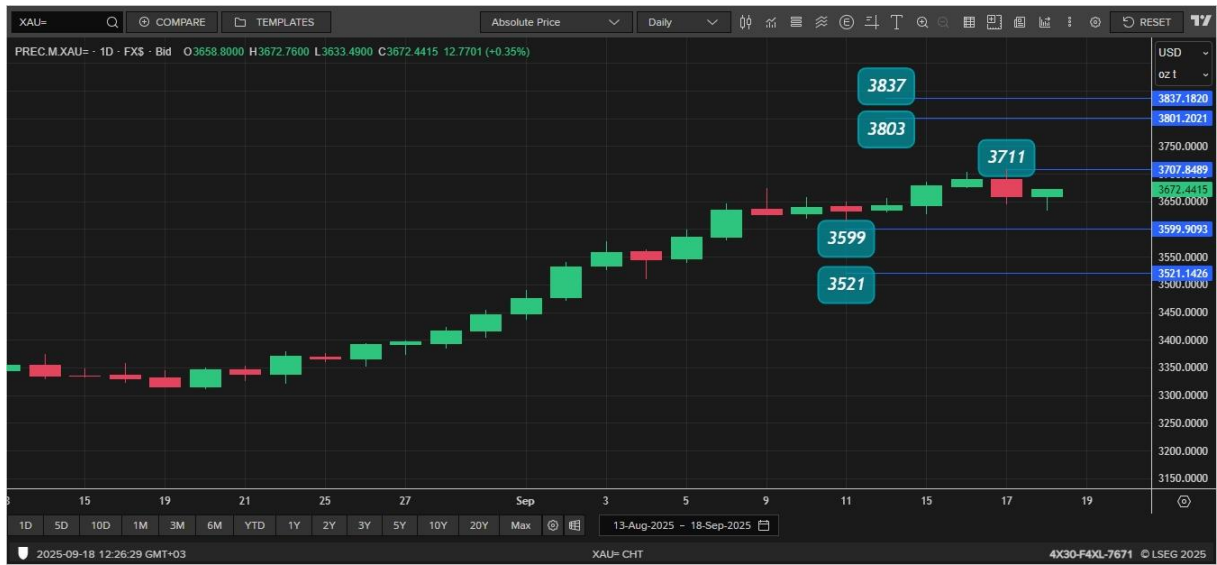 XAU=
COMPARE
TEMPLATES
Absolute Price
Daily
E
T
RESET
PREC.M.XAU= · 1D · FX$ · Bid O3658.8000 H3672.7600 L3633.4900 C3672.4415 12.7701 (+0.35%)
USD
oz t
3837
3837.1820
3801.2021
3803
3750.0000
3711
3707.8489
3672.4415
3650.0000
3599.9093
3599
3550.0000
3521.1426
3521
3500.0000
3450.0000
3400.0000
3350.0000
3300.0000
3250.0000
3200.0000
3150.0000
15 19 21 25 27 Sep 3 5 9 11 15 17 19
1D 5D 10D 1M 3M 6M YTD 1Y 2Y 3Y 5Y 10Y 20Y Max 13-Aug-2025 - 18-Sep-2025
2025-09-18 12:26:29 GMT+03 XAU= CHT 4X30-F4XL-7671 © LSEG 2025